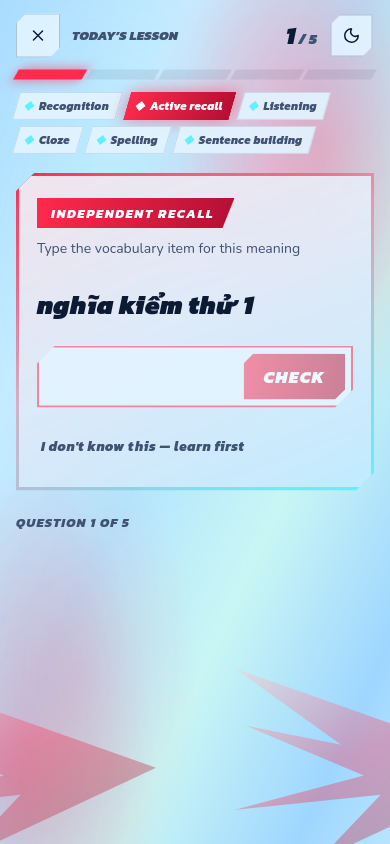 TODAY'S LESSON
1 / 5
Recognition
Active recall
Listening
Cloze
Spelling
Sentence building
INDEPENDENT RECALL
Type the vocabulary item for this meaning
nghĩa kiểm thử 1
CHECK
I don't know this — learn first
QUESTION 1 OF 5